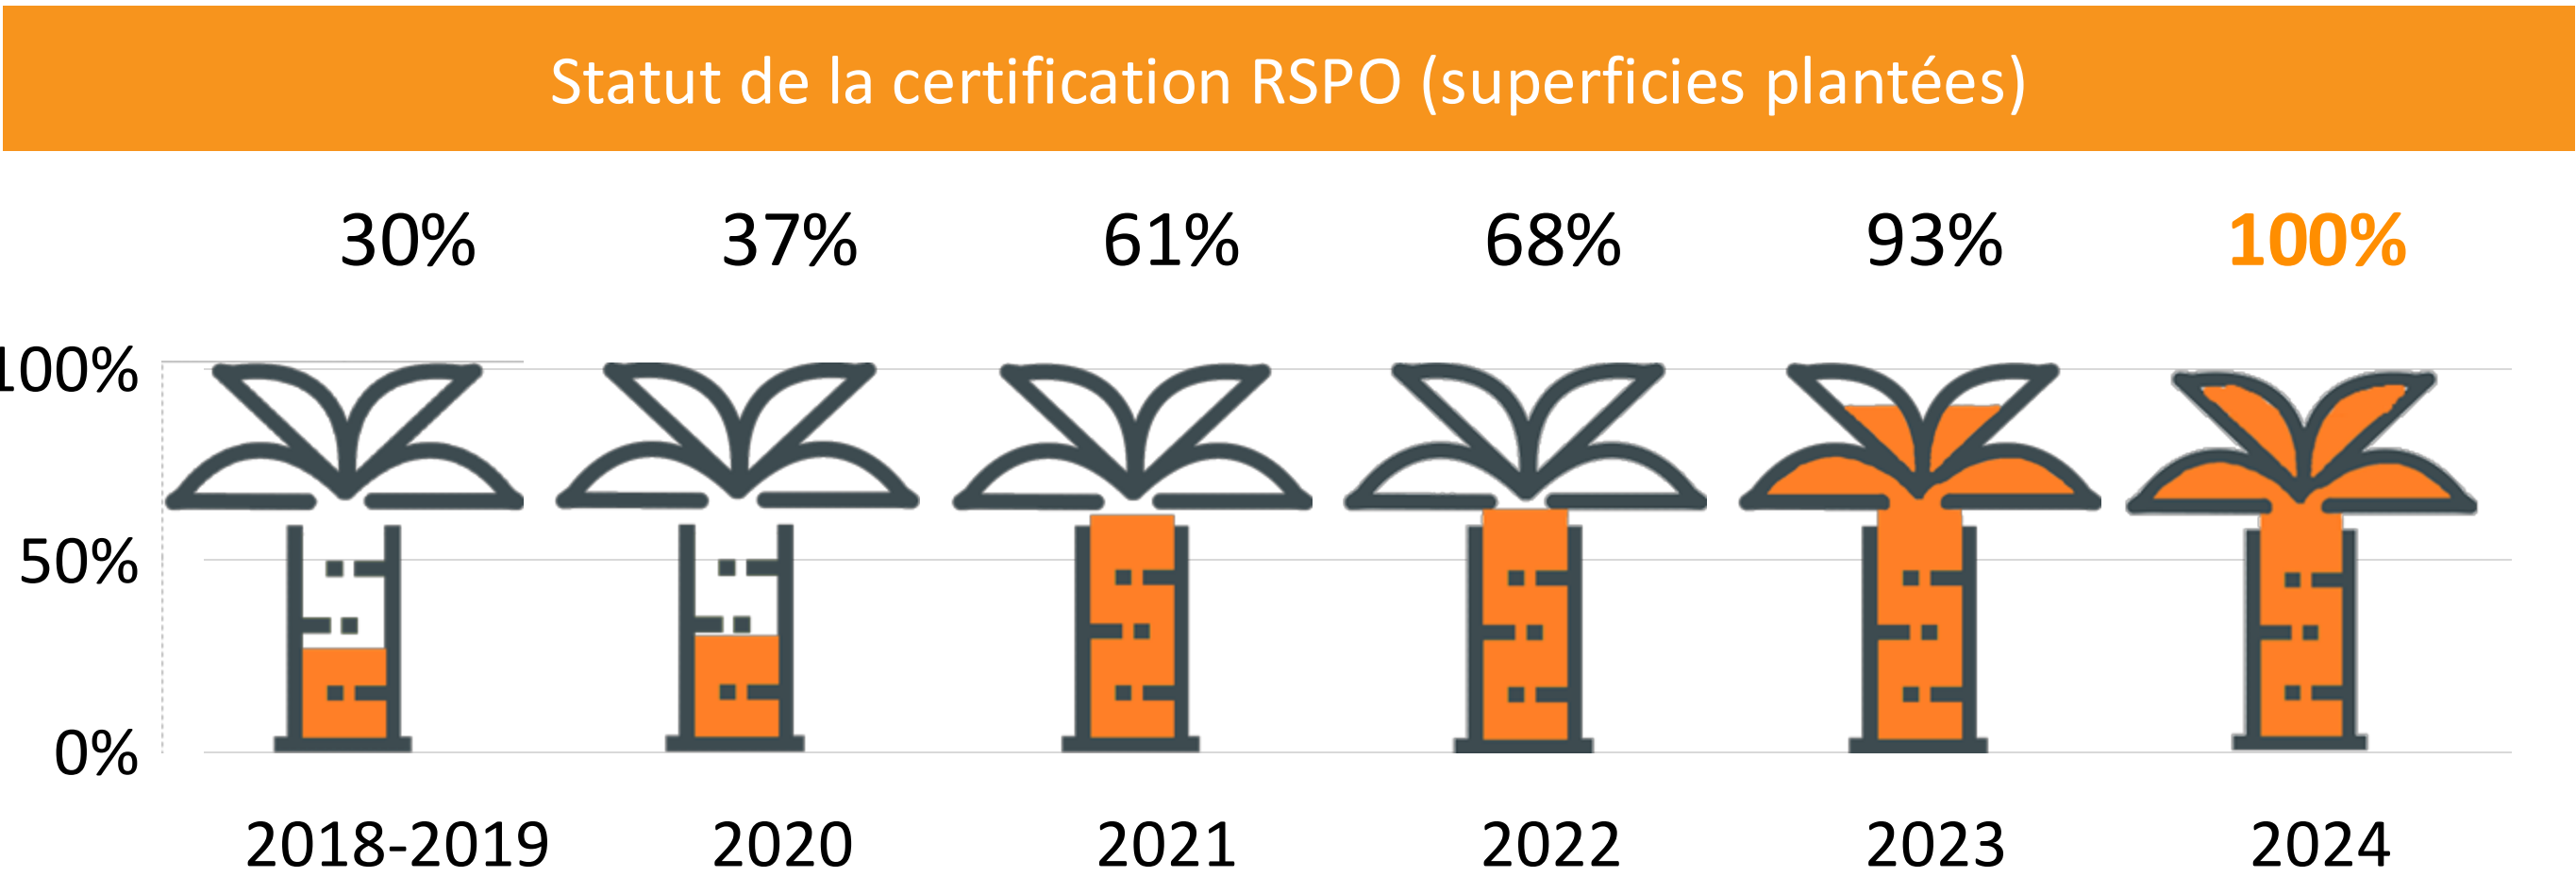 Statut de la certification RSPO (superficies plantées)
30% 37% 61% 68% 93% 100%
100%
50%
0%
2018-2019 2020 2021 2022 2023 2024